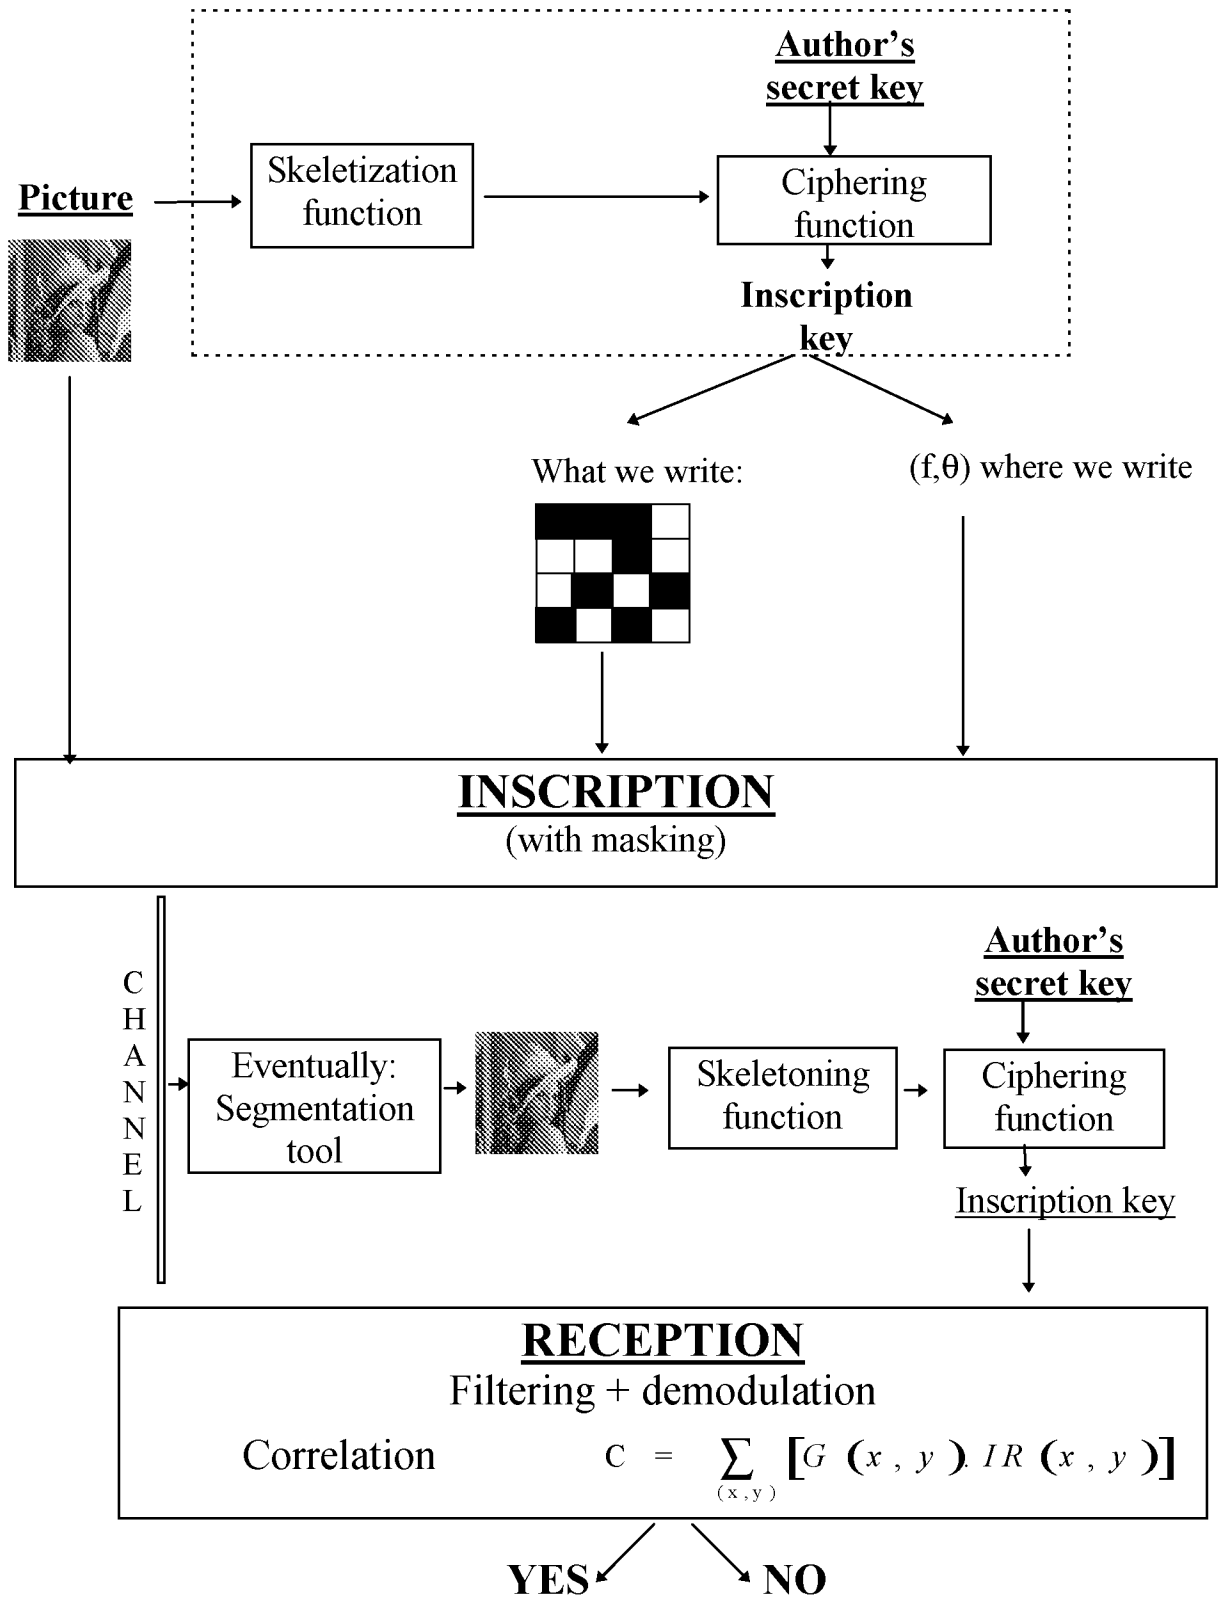 Author's
secret key
Skeletization
function
Ciphering
function
Picture
Inscription
key
What we write:
(f,θ) where we write
INSCRIPTION
(with masking)
CHANNEL
Author's
secret key
Eventually:
Segmentation
tool
Skeletoning
function
Ciphering
function
Inscription key
RECEPTION
Filtering + demodulation
Correlation C = ∑ [G (x , y ). IR (x , y )]
(x,y)
YES NO